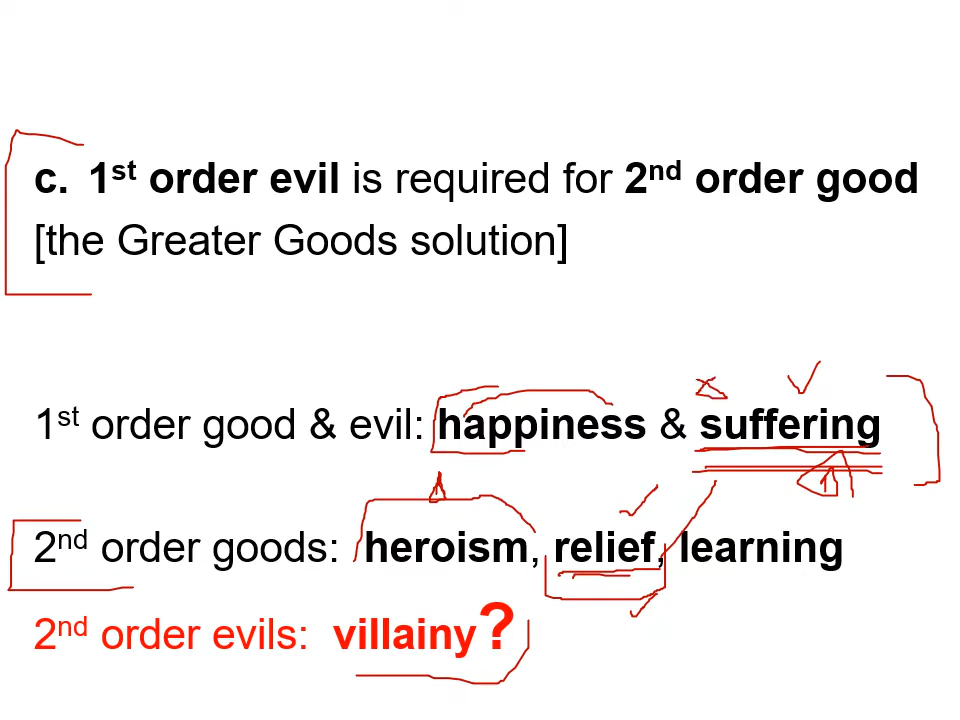 c. 1st order evil is required for 2nd order good
[the Greater Goods solution]
1st order good & evil: happiness & suffering
2nd order goods: heroism, relief, learning
2nd order evils: villainy?